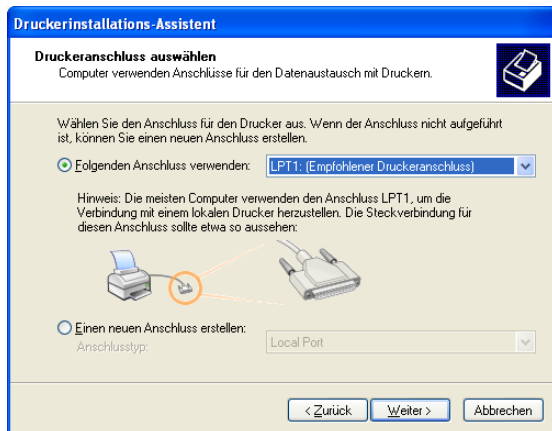 Druckerinstallations-Assistent
Druckeranschluss auswählen
Computer verwenden Anschlüsse für den Datenaustausch mit Druckern.
Wählen Sie den Anschluss für den Drucker aus. Wenn der Anschluss nicht aufgeführt
ist, können Sie einen neuen Anschluss erstellen.
Folgenden Anschluss verwenden: LPT1: (Empfohlener Druckeranschluss)
Hinweis: Die meisten Computer verwenden den Anschluss LPT1, um die
Verbindung mit einem lokalen Drucker herzustellen. Die Steckverbindung für
diesen Anschluss sollte etwa so aussehen:
Einen neuen Anschluss erstellen:
Anschlusstyp: Local Port
< Zurück Weiter > Abbrechen